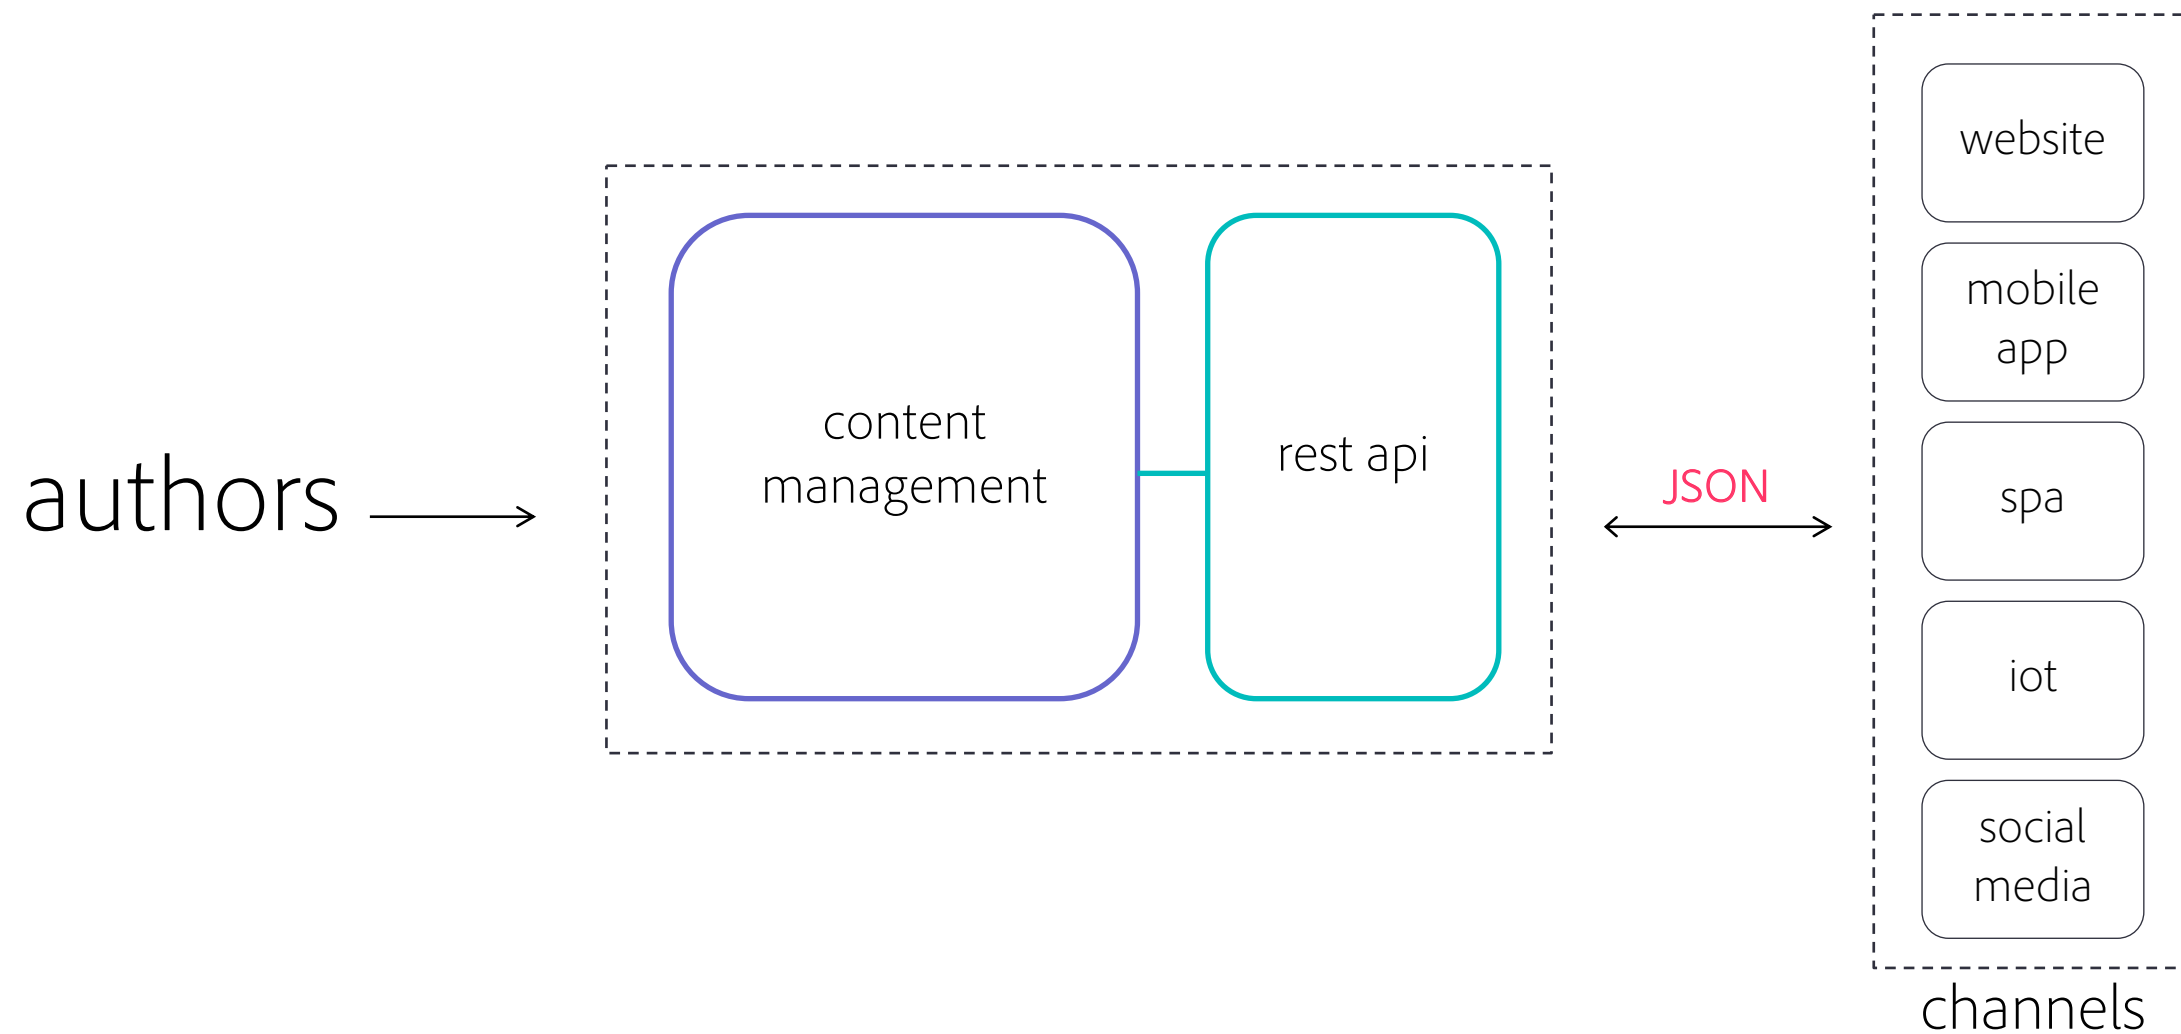 authors
content
management
rest api
JSON
website
mobile
app
spa
iot
social
media
channels